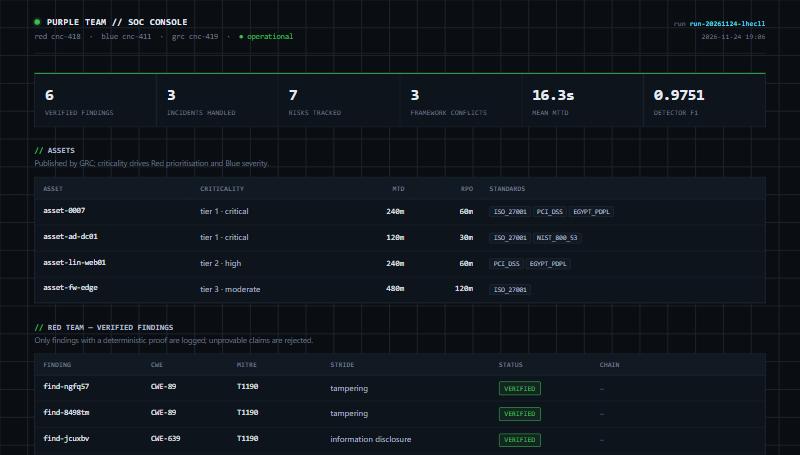 PURPLE TEAM // SOC CONSOLE
run run-20261124-lhecll
red cnc-418 · blue cnc-411 · grc cnc-419 · ● operational
2026-11-24 19:06
6 3 7 3 16.3s 0.9751
VERIFIED FINDINGS INCIDENTS HANDLED RISKS TRACKED FRAMEWORK CONFLICTS MEAN MTTD DETECTOR F1
// ASSETS
Published by GRC; criticality drives Red prioritisation and Blue severity.
ASSET CRITICALITY MTD RPO STANDARDS
asset-0007 tier 1 · critical 240m 60m ISO_27001 PCI_DSS EGYPT_PDPL
asset-ad-dc01 tier 1 · critical 120m 30m ISO_27001 NIST_800_53
asset-lin-web01 tier 2 · high 240m 60m PCI_DSS EGYPT_PDPL
asset-fw-edge tier 3 · moderate 480m 120m ISO_27001
// RED TEAM — VERIFIED FINDINGS
Only findings with a deterministic proof are logged; unprovable claims are rejected.
FINDING CWE MITRE STRIDE STATUS CHAIN
find-ngfq57 CWE-89 T1190 tampering VERIFIED —
find-8498tm CWE-89 T1190 tampering VERIFIED —
find-jcuxbv CWE-639 T1190 information disclosure VERIFIED —